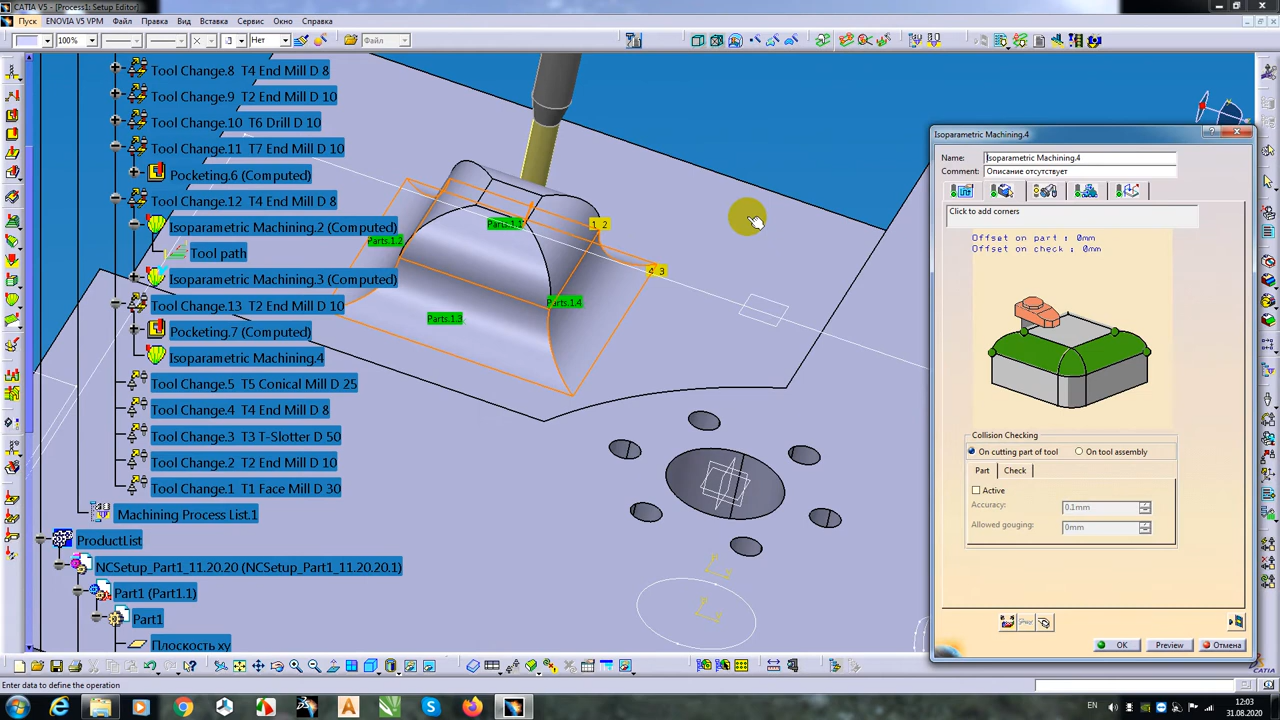 CATIA V5 - [Process1: Setup Editor]
Пуск ENOVIA V5 VPM Файл Правка Вид Вставка Сервис Окно Справка
100% Нет Файл
Tool Change.8 T4 End Mill D 8
Tool Change.9 T2 End Mill D 10
Tool Change.10 T6 Drill D 10
Tool Change.11 T7 End Mill D 10
Pocketing.6 (Computed)
Tool Change.12 T4 End Mill D 8
Isoparametric Machining.2 (Computed)
Tool path
Isoparametric Machining.3 (Computed)
Tool Change.13 T2 End Mill D 10
Pocketing.7 (Computed)
Isoparametric Machining.4
Tool Change.5 T5 Conical Mill D 25
Tool Change.4 T4 End Mill D 8
Tool Change.3 T3 T-Slotter D 50
Tool Change.2 T2 End Mill D 10
Tool Change.1 T1 Face Mill D 30
Machining Process List.1
ProductList
NCSetup_Part1_11.20.20 (NCSetup_Part1_11.20.20.1)
Part1 (Part1.1)
Part1
Плоскость xy
Parts.1.1
1 2
Parts.1.2
4 3
Parts.1.4
Parts.1.3
Isoparametric Machining.4
Name: Isoparametric Machining.4
Comment: Описание отсутствует
Click to add corners
Offset on part : 0mm
Offset on check : 0mm
Collision Checking
On cutting part of tool On tool assembly
Part Check
Active
Accuracy: 0.1mm
Allowed gouging: 0mm
OK Preview Отмена
CATIA
Enter data to define the operation
EN
12:03
31.08.2020